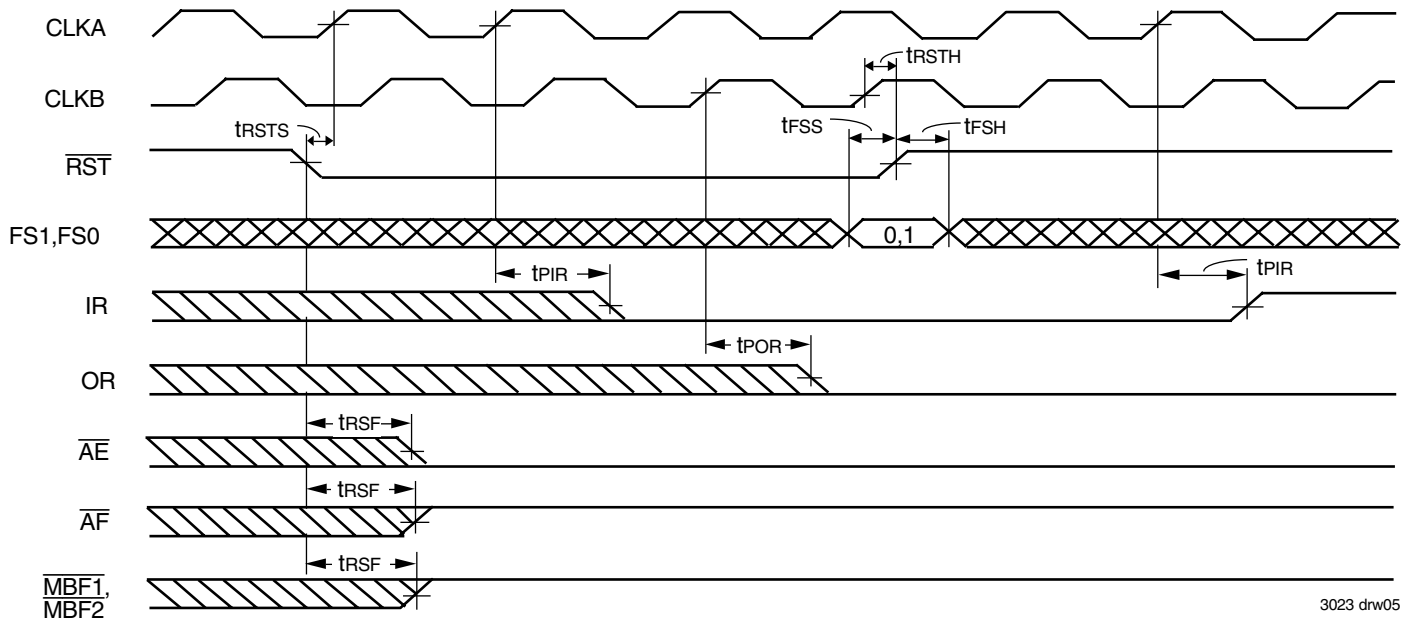 CLKA
tRSTH
CLKB
tRSTS
tFSS
tFSH
RST
FS1,FS0
0,1
tPIR
tPIR
IR
tPOR
OR
tRSF
AE
tRSF
AF
tRSF
MBF1,
MBF2
3023 drw05